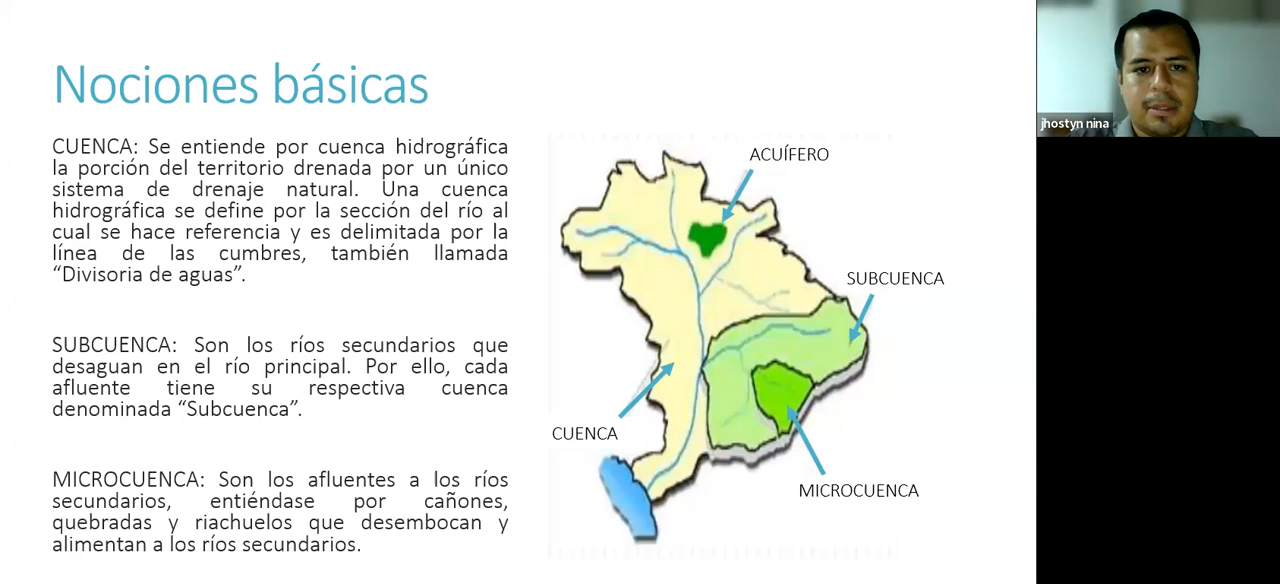 Nociones básicas
CUENCA: Se entiende por cuenca hidrográfica
la porción del territorio drenada por un único
sistema de drenaje natural. Una cuenca
hidrográfica se define por la sección del río al
cual se hace referencia y es delimitada por la
línea de las cumbres, también llamada
“Divisoria de aguas”.
SUBCUENCA: Son los ríos secundarios que
desaguan en el río principal. Por ello, cada
afluente tiene su respectiva cuenca
denominada “Subcuenca”.
MICROCUENCA: Son los afluentes a los ríos
secundarios, entiéndase por cañones,
quebradas y riachuelos que desembocan y
alimentan a los ríos secundarios.
ACUÍFERO
SUBCUENCA
CUENCA
MICROCUENCA
jhostyn nina